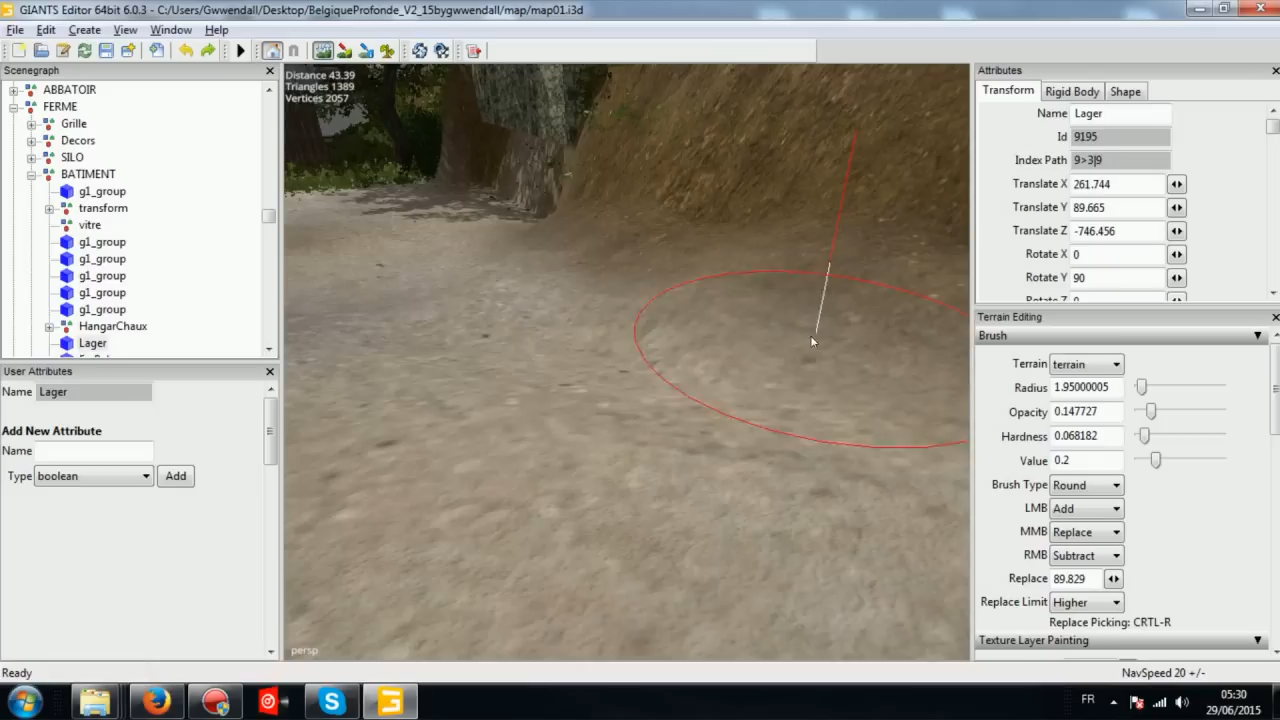 GIANTS Editor 64bit 6.0.3 - C:/Users/Gwwendall/Desktop/BelgiqueProfonde_V2_15bygwwendall/map/map01.i3d
File Edit Create View Window Help
Scenegraph
ABBATOIR
FERME
Grille
Decors
SILO
BATIMENT
g1_group
transform
vitre
g1_group
g1_group
g1_group
g1_group
g1_group
HangarChaux
Lager
User Attributes
Name Lager
Add New Attribute
Name
Type boolean Add
Distance 43.39
Triangles 1389
Vertices 2057
persp
Attributes
Transform Rigid Body Shape
Name Lager
Id 9195
Index Path 9>3|9
Translate X 261.744
Translate Y 89.665
Translate Z -746.456
Rotate X 0
Rotate Y 90
Terrain Editing
Brush
Terrain terrain
Radius 1.95000005
Opacity 0.147727
Hardness 0.068182
Value 0.2
Brush Type Round
LMB Add
MMB Replace
RMB Subtract
Replace 89.829
Replace Limit Higher
Replace Picking: CRTL-R
Texture Layer Painting
Ready
NavSpeed 20 +/-
FR
05:30
29/06/2015